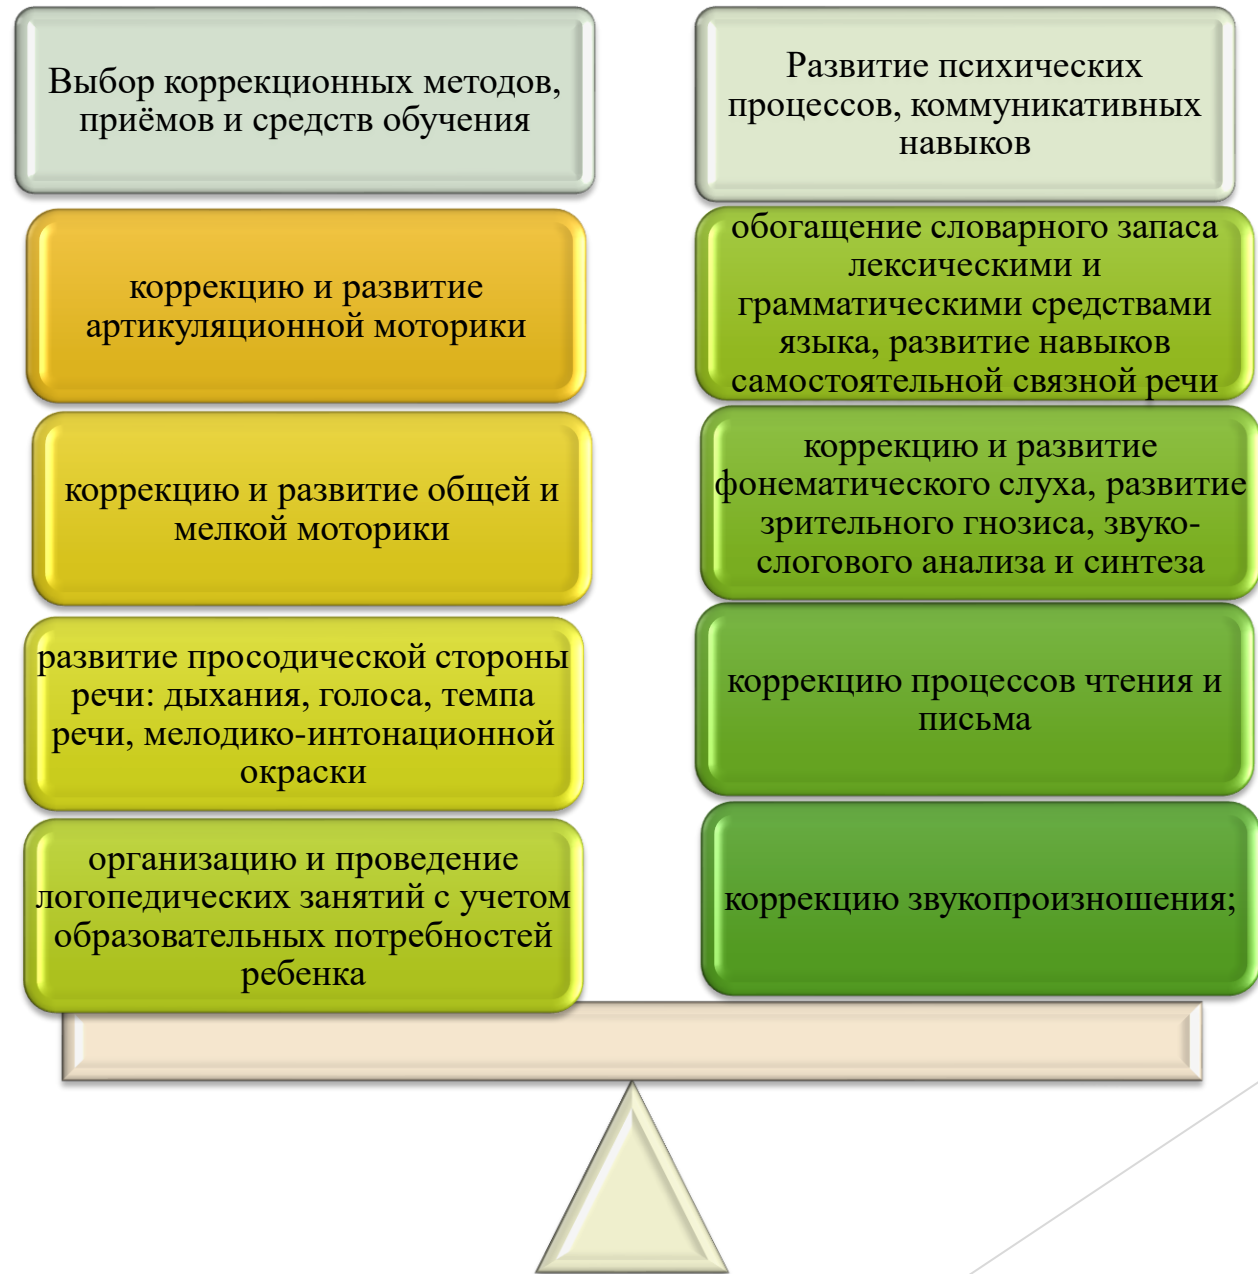 Выбор коррекционных методов,
приёмов и средств обучения
коррекцию и развитие
артикуляционной моторики
коррекцию и развитие общей и
мелкой моторики
развитие просодической стороны
речи: дыхания, голоса, темпа
речи, мелодико-интонационной
окраски
организацию и проведение
логопедических занятий с учетом
образовательных потребностей
ребенка
Развитие психических
процессов, коммуникативных
навыков
обогащение словарного запаса
лексическими и
грамматическими средствами
языка, развитие навыков
самостоятельной связной речи
коррекцию и развитие
фонематического слуха, развитие
зрительного гнозиса, звуко-
слогового анализа и синтеза
коррекцию процессов чтения и
письма
коррекцию звукопроизношения;